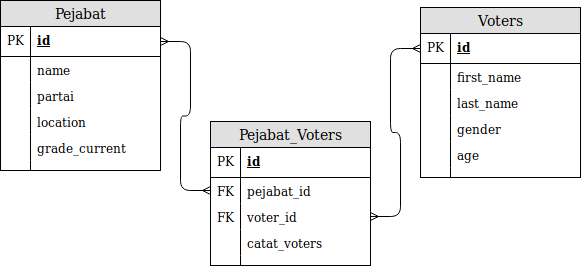 Pejabat
PK id
name
partai
location
grade_current
Pejabat_Voters
PK id
FK pejabat_id
FK voter_id
catat_voters
Voters
PK id
first_name
last_name
gender
age